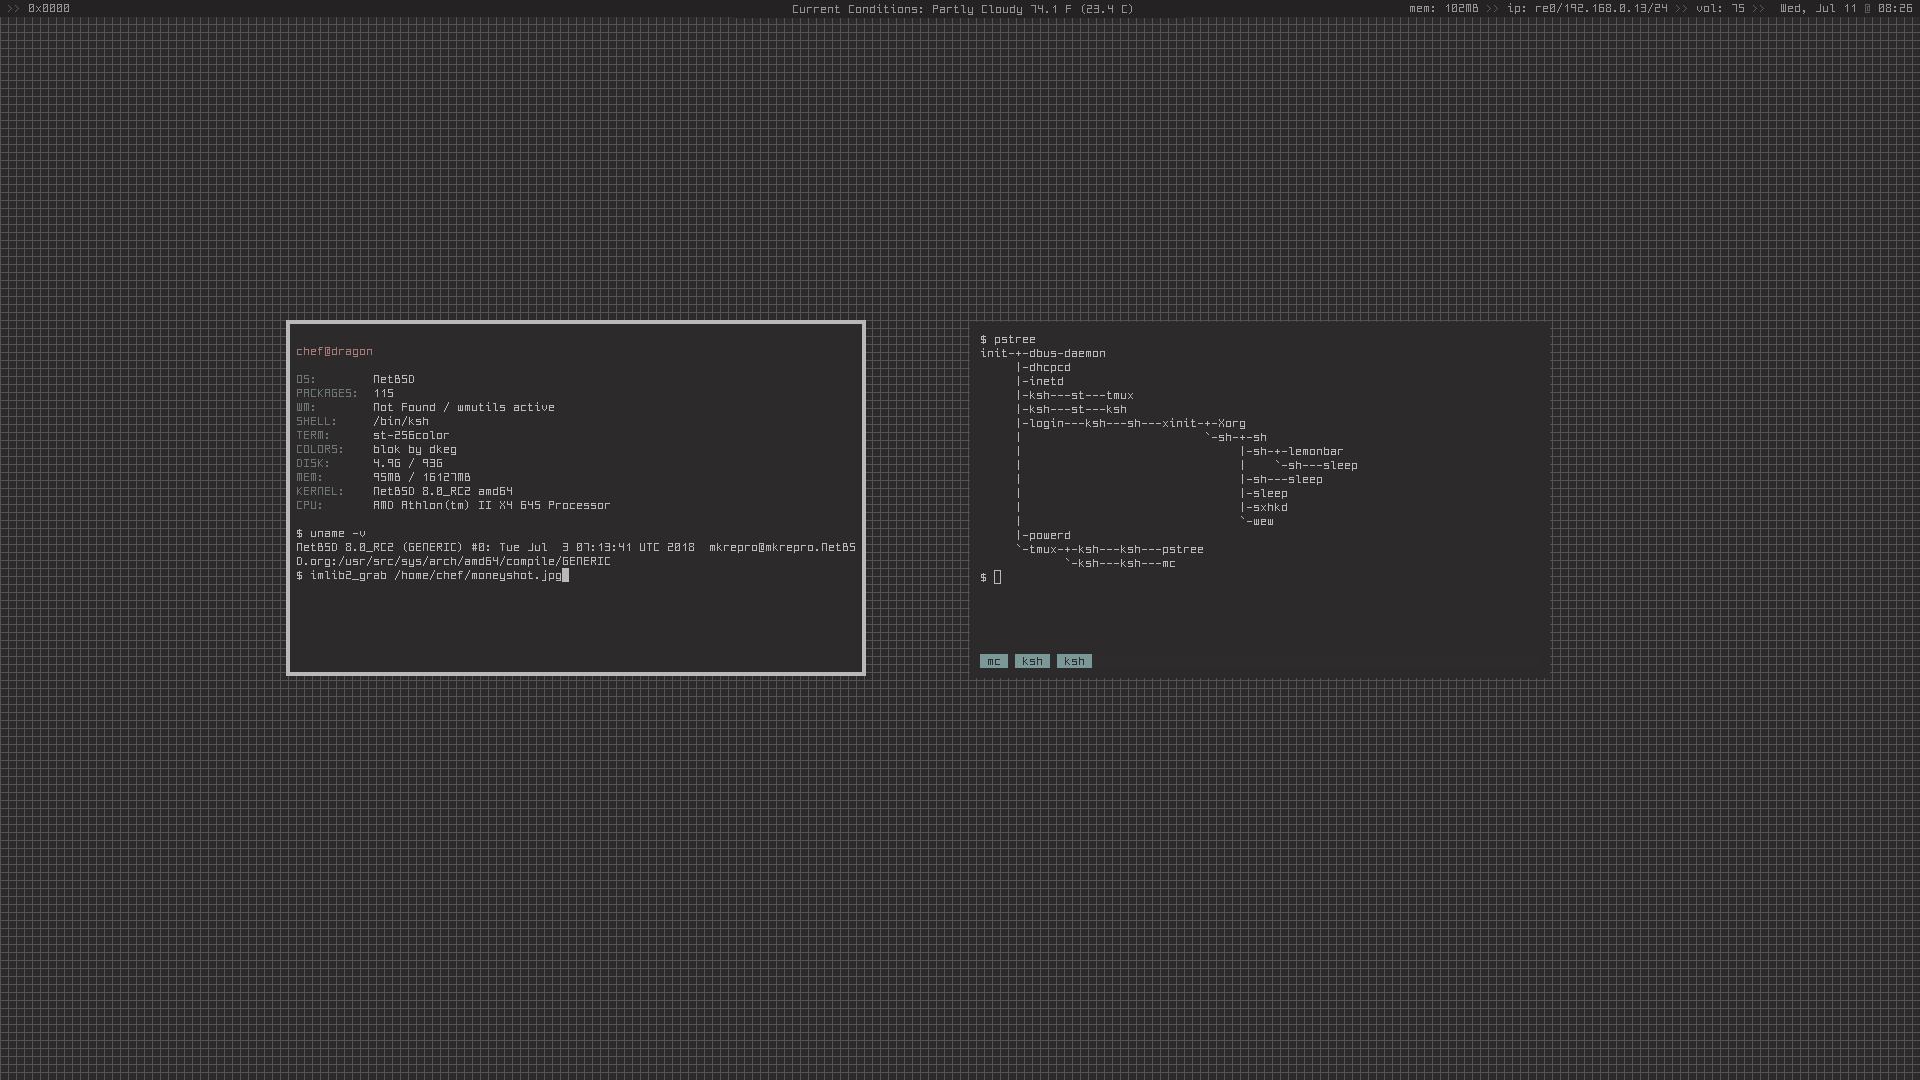 >> 0x0000
Current Conditions: Partly Cloudy 74.1 F (23.4 C)
mem: 102MB >> ip: re0/192.168.0.13/24 >> vol: 75 >> Wed, Jul 11 @ 08:26
chef@dragon
OS: NetBSD
PACKAGES: 115
WM: Not Found / wmutils active
SHELL: /bin/ksh
TERM: st-256color
COLORS: blok by dkeg
DISK: 4.9G / 93G
MEM: 95MB / 16127MB
KERNEL: NetBSD 8.0_RC2 amd64
CPU: AMD Athlon(tm) II X4 645 Processor
$ uname -v
NetBSD 8.0_RC2 (GENERIC) #0: Tue Jul  3 07:13:41 UTC 2018  mkrepro@mkrepro.NetBS
D.org:/usr/src/sys/arch/amd64/compile/GENERIC
$ imlib2_grab /home/chef/moneyshot.jpg
$ pstree
init-+-dbus-daemon
     |-dhcpcd
     |-inetd
     |-ksh---st---tmux
     |-ksh---st---ksh
     |-login---ksh---sh---xinit-+-Xorg
     |                          `-sh-+-sh
     |                               |-sh-+-lemonbar
     |                               |    `-sh---sleep
     |                               |-sh---sleep
     |                               |-sleep
     |                               |-sxhkd
     |                               `-wew
     |-powerd
     `-tmux-+-ksh---ksh---pstree
            `-ksh---ksh---mc
$
mc ksh ksh